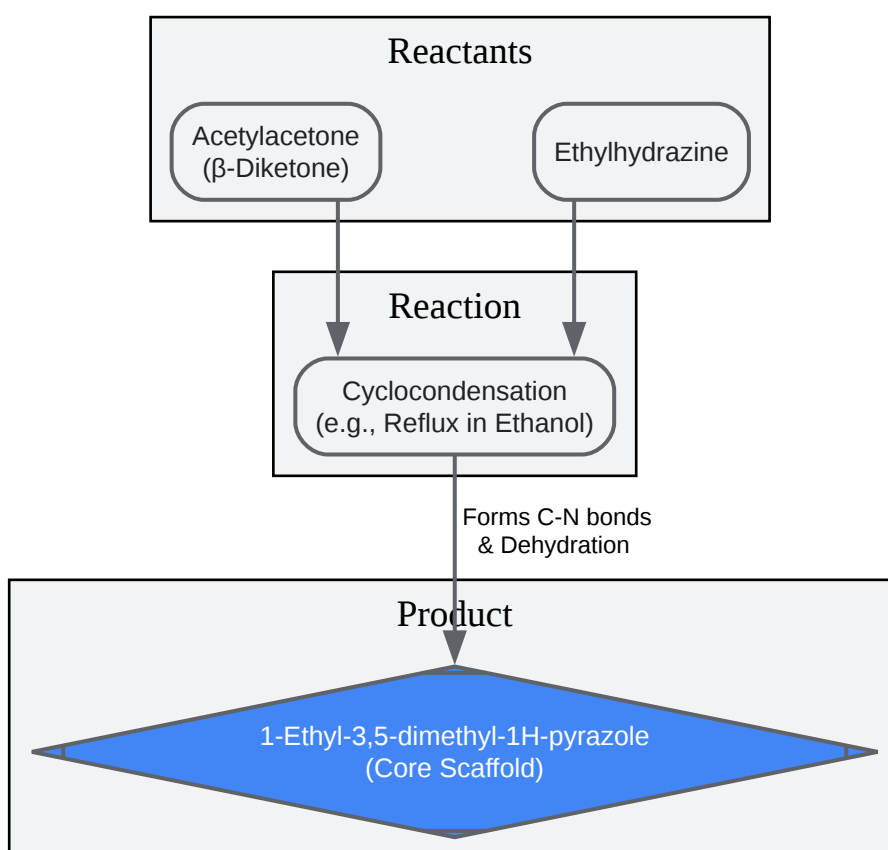 Reactants
Acetylacetone
(β-Diketone)
Ethylhydrazine
Reaction
Cyclocondensation
(e.g., Reflux in Ethanol)
Forms C-N bonds
& Dehydration
Product
1-Ethyl-3,5-dimethyl-1H-pyrazole
(Core Scaffold)